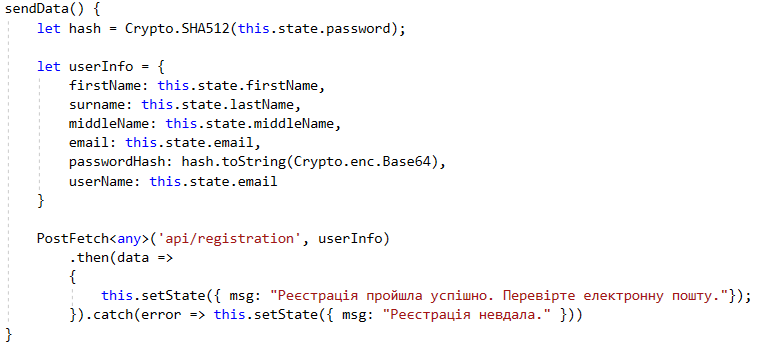 sendData() {
    let hash = Crypto.SHA512(this.state.password);

    let userInfo = {
        firstName: this.state.firstName,
        surname: this.state.lastName,
        middleName: this.state.middleName,
        email: this.state.email,
        passwordHash: hash.toString(Crypto.enc.Base64),
        userName: this.state.email
    }

    PostFetch<any>('api/registration', userInfo)
        .then(data =>
        {
            this.setState({ msg: "Реєстрація пройшла успішно. Перевірте електронну пошту."});
        }).catch(error => this.setState({ msg: "Реєстрація невдала." }))
}